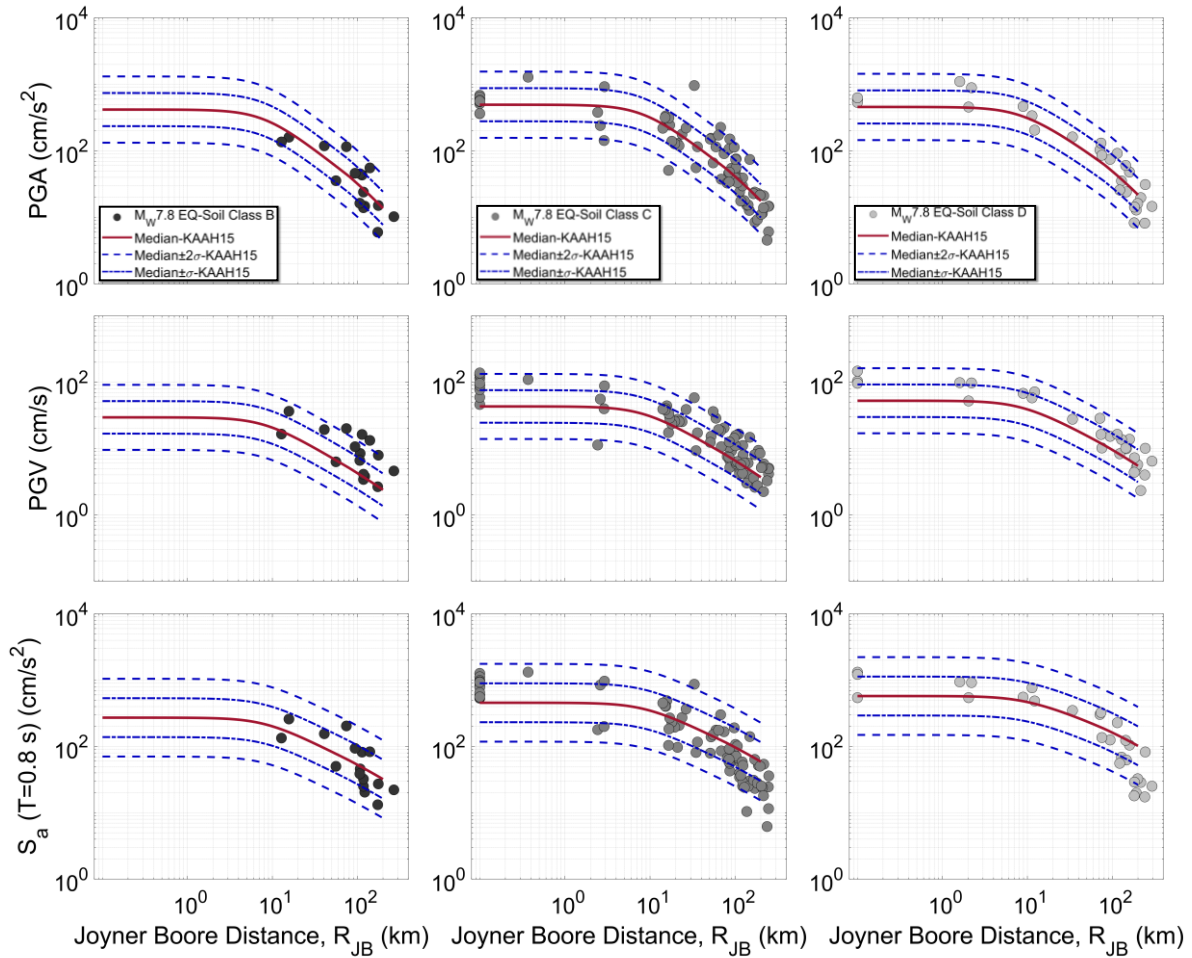 10^4
10^4
10^4
PGA (cm/s^2)
10^2
10^2
10^2
M_W7.8 EQ-Soil Class B
Median-KAAH15
Median±2σ-KAAH15
Median±σ-KAAH15
M_W7.8 EQ-Soil Class C
Median-KAAH15
Median±2σ-KAAH15
Median±σ-KAAH15
M_W7.8 EQ-Soil Class D
Median-KAAH15
Median±2σ-KAAH15
Median±σ-KAAH15
10^0
10^0
10^0
PGV (cm/s)
10^2
10^2
10^2
10^0
10^0
10^0
10^4
10^4
10^4
S_a (T=0.8 s) (cm/s^2)
10^2
10^2
10^2
10^0
10^0
10^0
10^0 10^1 10^2
10^0 10^1 10^2
10^0 10^1 10^2
Joyner Boore Distance, R_JB (km)
Joyner Boore Distance, R_JB (km)
Joyner Boore Distance, R_JB (km)